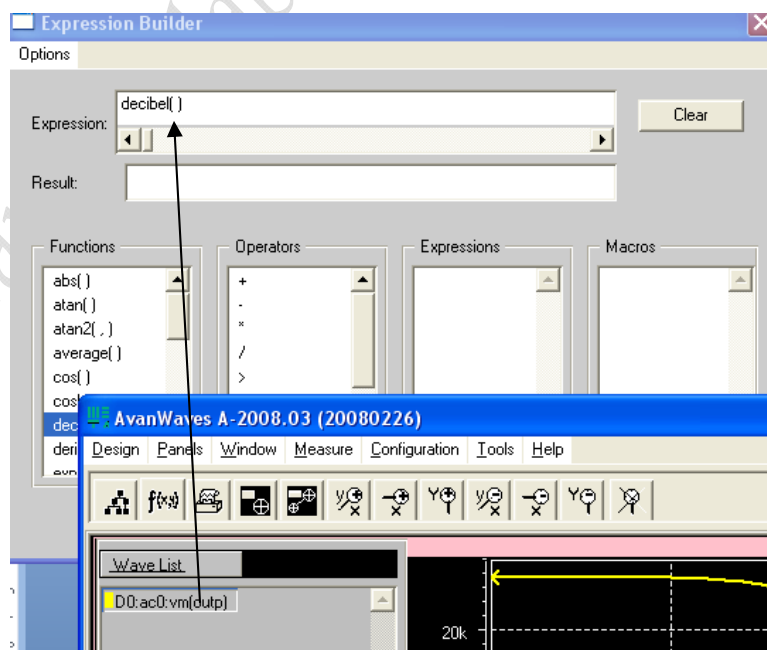 Expression Builder
Options
Expression:
decibel( )
Clear
Result:
Functions
abs( )
atan( )
atan2( , )
average( )
cos( )
Operators
+
-
*
/
>
Expressions
Macros
AvanWaves A-2008.03 (20080226)
Design Panels Window Measure Configuration Tools Help
f(x,y)
Wave List
D0:ac0:vm(outp)
20k